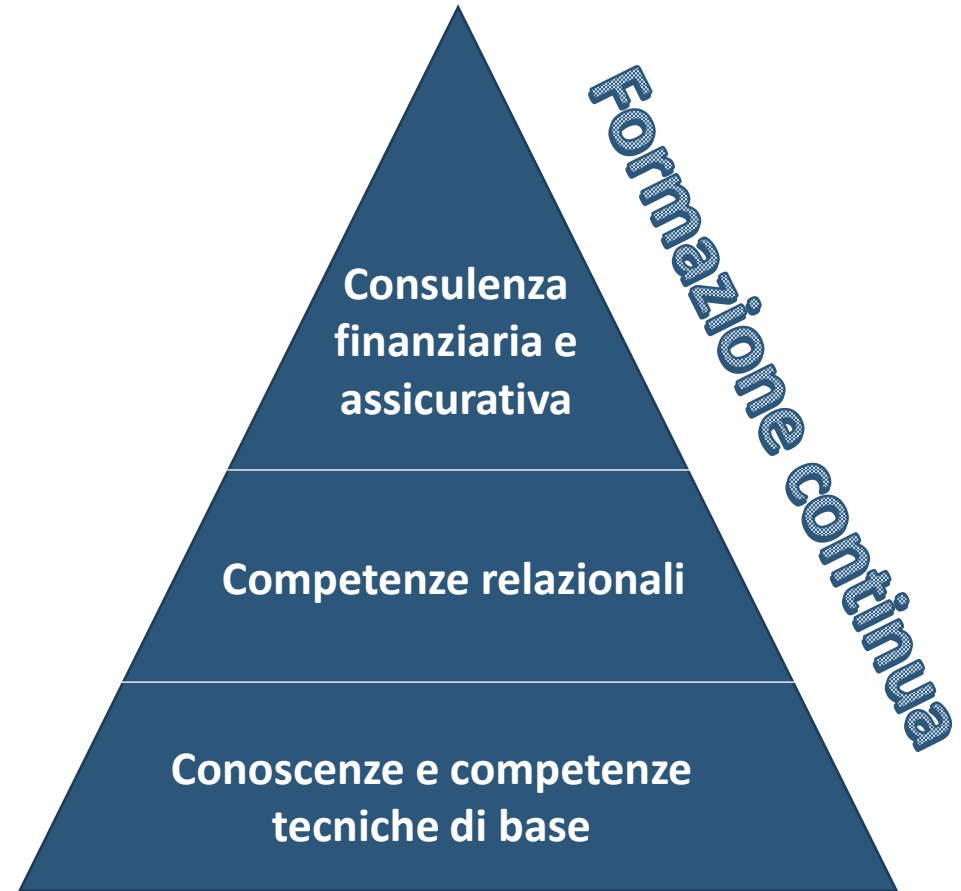 Consulenza
finanziaria e
assicurativa
Competenze relazionali
Conoscenze e competenze
tecniche di base
Formazione continua